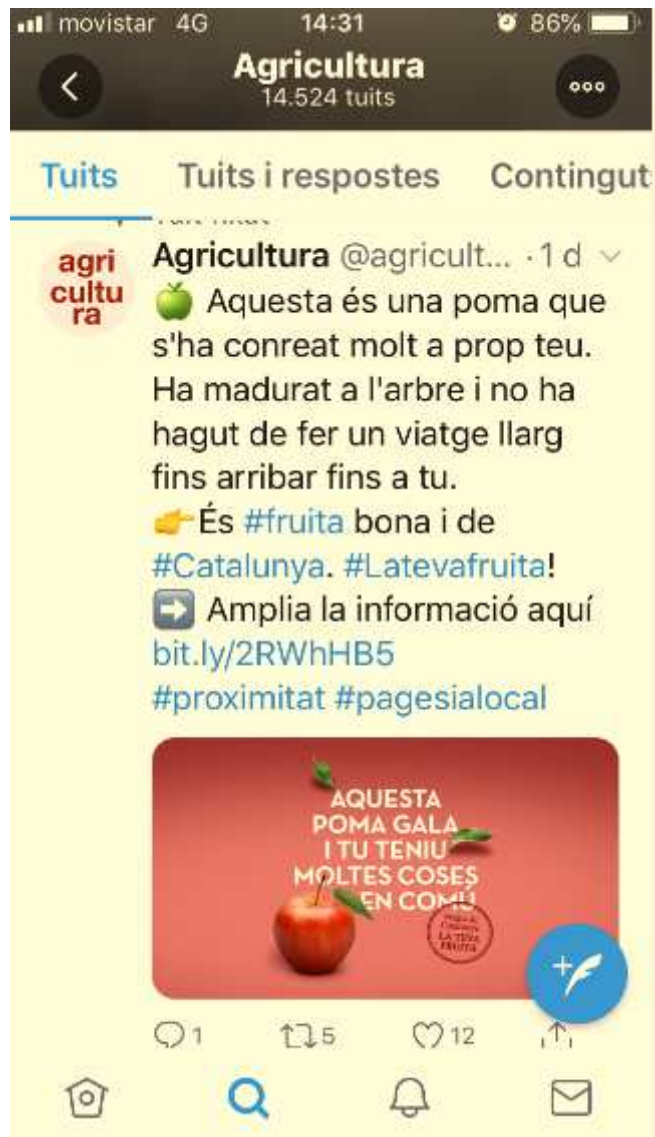 movistar 4G 14:31 86%
Agricultura
14.524 tuits
Tuits Tuits i respostes Contingut
agri
cultu
ra
Agricultura @agricult... · 1 d
🍏 Aquesta és una poma que
s'ha conreat molt a prop teu.
Ha madurat a l'arbre i no ha
hagut de fer un viatge llarg
fins arribar fins a tu.
👉És #fruita bona i de
#Catalunya. #Latevafruita!
➡️ Amplia la informació aquí
bit.ly/2RWhHB5
#proximitat #pagesialocal
AQUESTA
POMA GALA
I TU TENIU
MOLTES COSES
EN COMÚ
LA TEVA
FRUITA
1 5 12